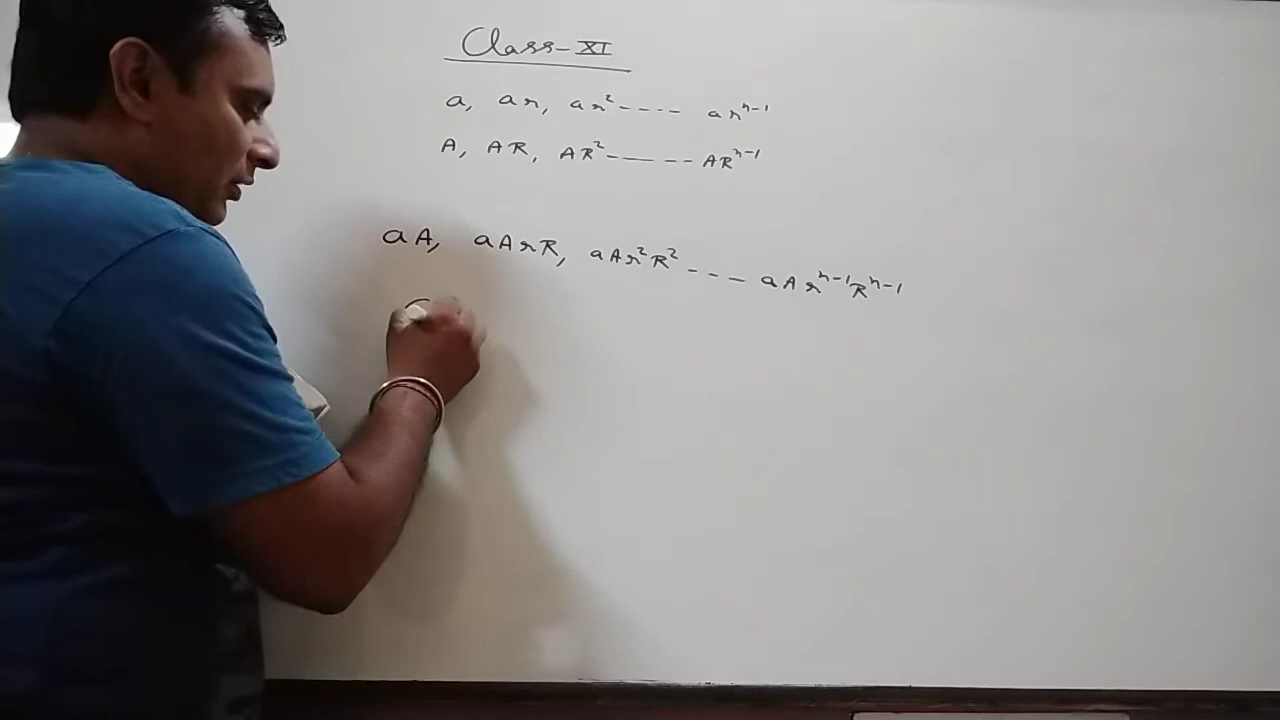 Class-XI
a, ar, ar² ---- arⁿ⁻¹
A, AR, AR² ----- ARⁿ⁻¹
aA, aArR, aAr²R² --- aArⁿ⁻¹Rⁿ⁻¹